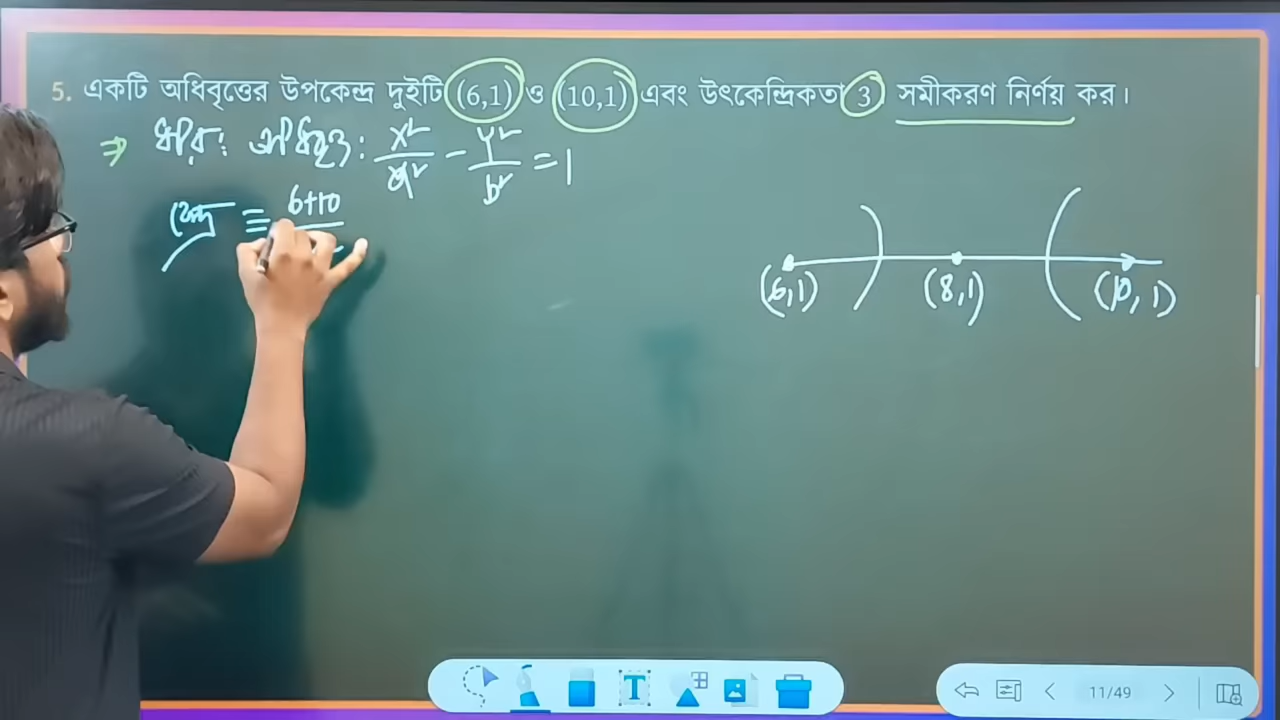 5. একটি অধিবৃত্তের উপকেন্দ্র দুইটি (6,1) ও (10,1) এবং উৎকেন্দ্রিকতা 3 সমীকরণ নির্ণয় কর।
⇒ ধরি: অধিবৃত্ত: X²/a² - Y²/b² = 1
কেন্দ্র ≡ 6+10
(6,1) (8,1) (10, 1)
T
11/49